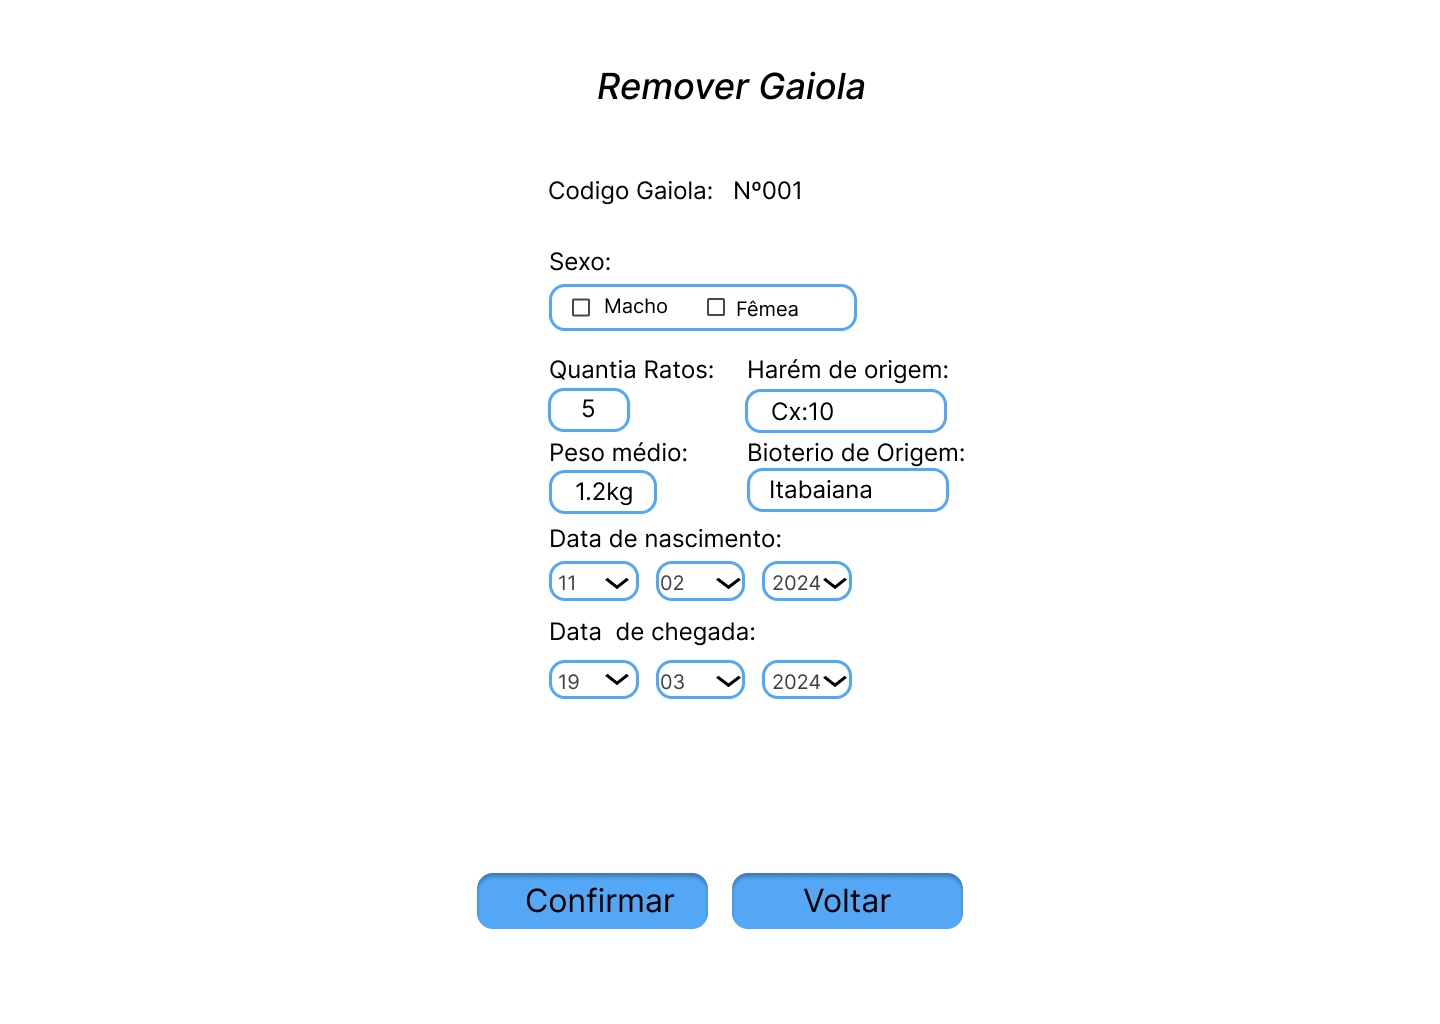 Remover Gaiola
Codigo Gaiola: Nº001
Sexo:
Macho Fêmea
Quantia Ratos: Harém de origem:
5 Cx:10
Peso médio: Bioterio de Origem:
1.2kg Itabaiana
Data de nascimento:
11 02 2024
Data de chegada:
19 03 2024
Confirmar Voltar